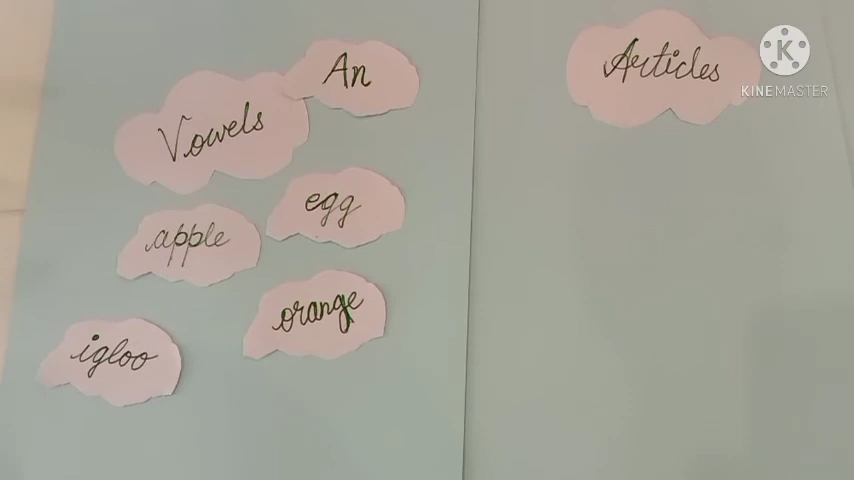 An
Vowels
egg
apple
orange
igloo
Articles
KINEMASTER